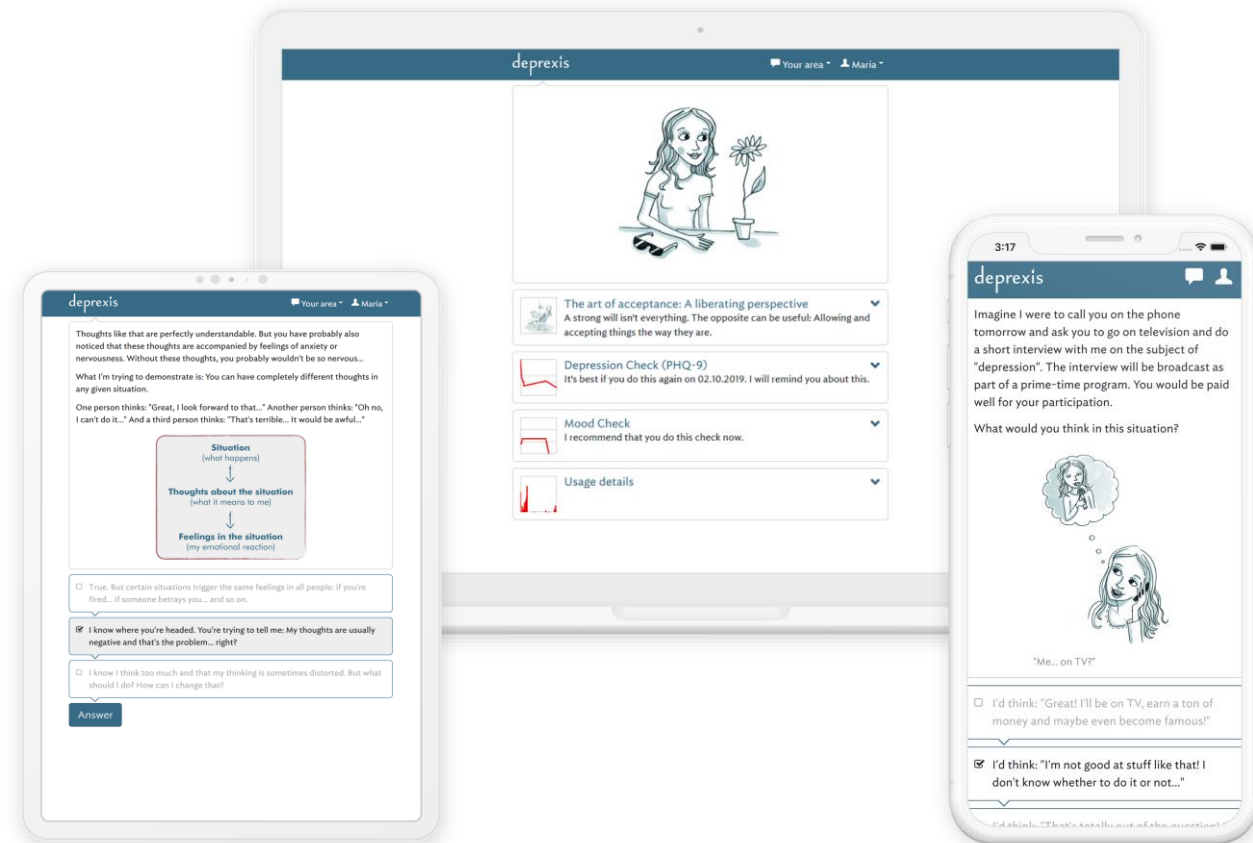 deprexis
Your area
Maria
The art of acceptance: A liberating perspective
A strong will isn't everything. The opposite can be useful: Allowing and
accepting things the way they are.
Depression Check (PHQ-9)
It's best if you do this again on 02.10.2019. I will remind you about this.
Mood Check
I recommend that you do this check now.
Usage details
deprexis
Your area
Maria
Thoughts like that are perfectly understandable. But you have probably also
noticed that these thoughts are accompanied by feelings of anxiety or
nervousness. Without these thoughts, you probably wouldn't be so nervous...
What I'm trying to demonstrate is: You can have completely different thoughts in
any given situation.
One person thinks: "Great, I look forward to that..." Another person thinks: "Oh no,
I can't do it..." And a third person thinks: "That's terrible... It would be awful..."
Situation
(what happens)
Thoughts about the situation
(what it means to me)
Feelings in the situation
(my emotional reaction)
True. But certain situations trigger the same feelings in all people: if you're
fired... if someone betrays you... and so on.
I know where you're headed. You're trying to tell me: My thoughts are usually
negative and that's the problem... right?
I know I think too much and that my thinking is sometimes distorted. But what
should I do? How can I change that?
Answer
3:17
deprexis
Imagine I were to call you on the phone
tomorrow and ask you to go on television and do
a short interview with me on the subject of
"depression". The interview will be broadcast as
part of a prime-time program. You would be paid
well for your participation.
What would you think in this situation?
"Me... on TV?"
I'd think: "Great! I'll be on TV, earn a ton of
money and maybe even become famous!"
I'd think: "I'm not good at stuff like that! I
don't know whether to do it or not..."
I'd think: "That's totally out of the question!